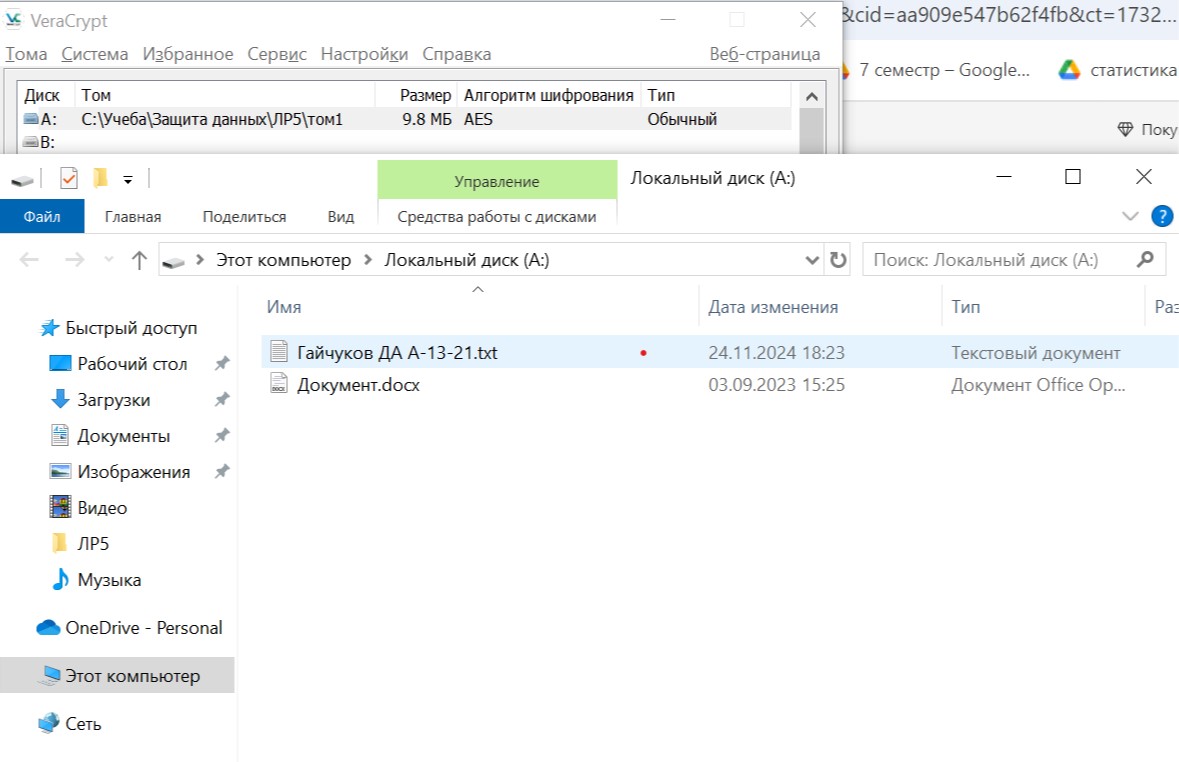 VeraCrypt
&cid=aa909e547b62f4fb&ct=1732...
Тома Система Избранное Сервис Настройки Справка Веб-страница
7 семестр – Google... статистика
Диск Том Размер Алгоритм шифрования Тип
A: C:\Учеба\Защита данных\ЛР5\том1 9.8 МБ AES Обычный
B:
Поку
Управление Локальный диск (A:)
Файл Главная Поделиться Вид Средства работы с дисками
Этот компьютер Локальный диск (A:) Поиск: Локальный диск (A:)
Имя Дата изменения Тип Раз
Быстрый доступ
Рабочий стол
Загрузки
Документы
Изображения
Видео
ЛР5
Музыка
OneDrive - Personal
Этот компьютер
Сеть
Гайчуков ДА А-13-21.txt 24.11.2024 18:23 Текстовый документ
Документ.docx 03.09.2023 15:25 Документ Office Op...